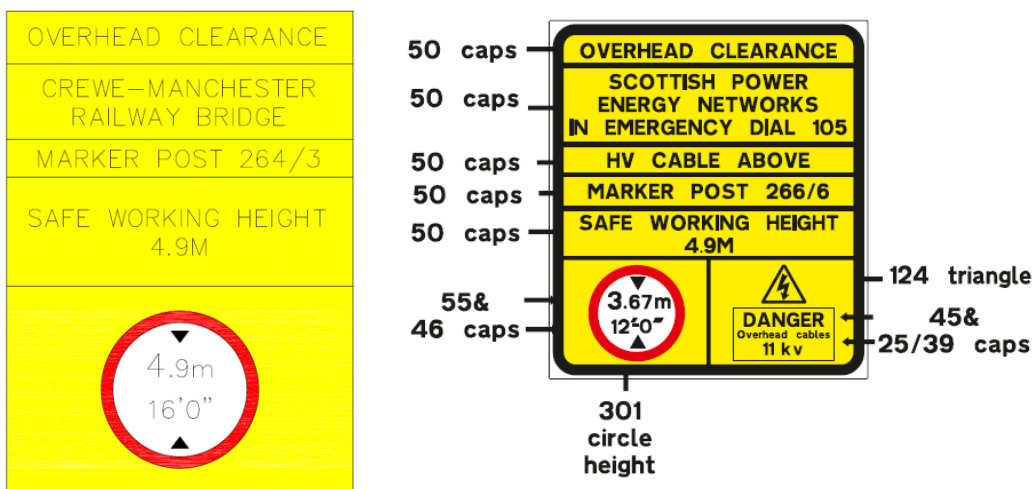 OVERHEAD CLEARANCE
CREWE-MANCHESTER
RAILWAY BRIDGE
MARKER POST 264/3
SAFE WORKING HEIGHT
4.9M
4.9m
16'0"
50 caps
50 caps
50 caps
50 caps
50 caps
55&
46 caps
OVERHEAD CLEARANCE
SCOTTISH POWER
ENERGY NETWORKS
IN EMERGENCY DIAL 105
HV CABLE ABOVE
MARKER POST 266/6
SAFE WORKING HEIGHT
4.9M
3.67m
12'0"
DANGER
Overhead cables
11 kv
124 triangle
45&
25/39 caps
301
circle
height